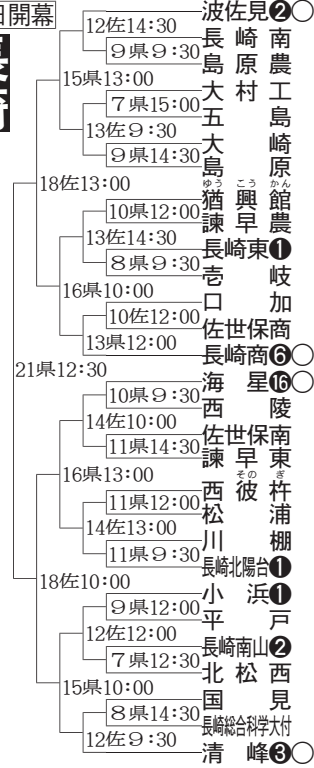 日開幕
波佐見❷○
12佐14:30
長崎南
9県9:30
島原農
15県13:00
大村工
7県15:00
五島
13佐9:30
大崎
9県14:30
島原
18佐13:00
ゆうこうかん
猶興館
10県12:00
諫早農
13佐14:30
長崎東❶
8県9:30
壱岐
16県10:00
口加
10佐12:00
佐世保商
13県12:00
長崎商❻○
21県12:30
海星⓰○
10県9:30
西陵
14佐10:00
佐世保南
11県14:30
諫早東
16県13:00
そのぎ
西彼杵
11県12:00
松浦
14佐13:00
川棚
11県9:30
長崎北陽台❶
18佐10:00
小浜❶
9県12:00
平戸
12佐12:00
長崎南山❷
7県12:30
北松西
15県10:00
国見
8県14:30
長崎総合科学大付
12佐9:30
清峰❸○